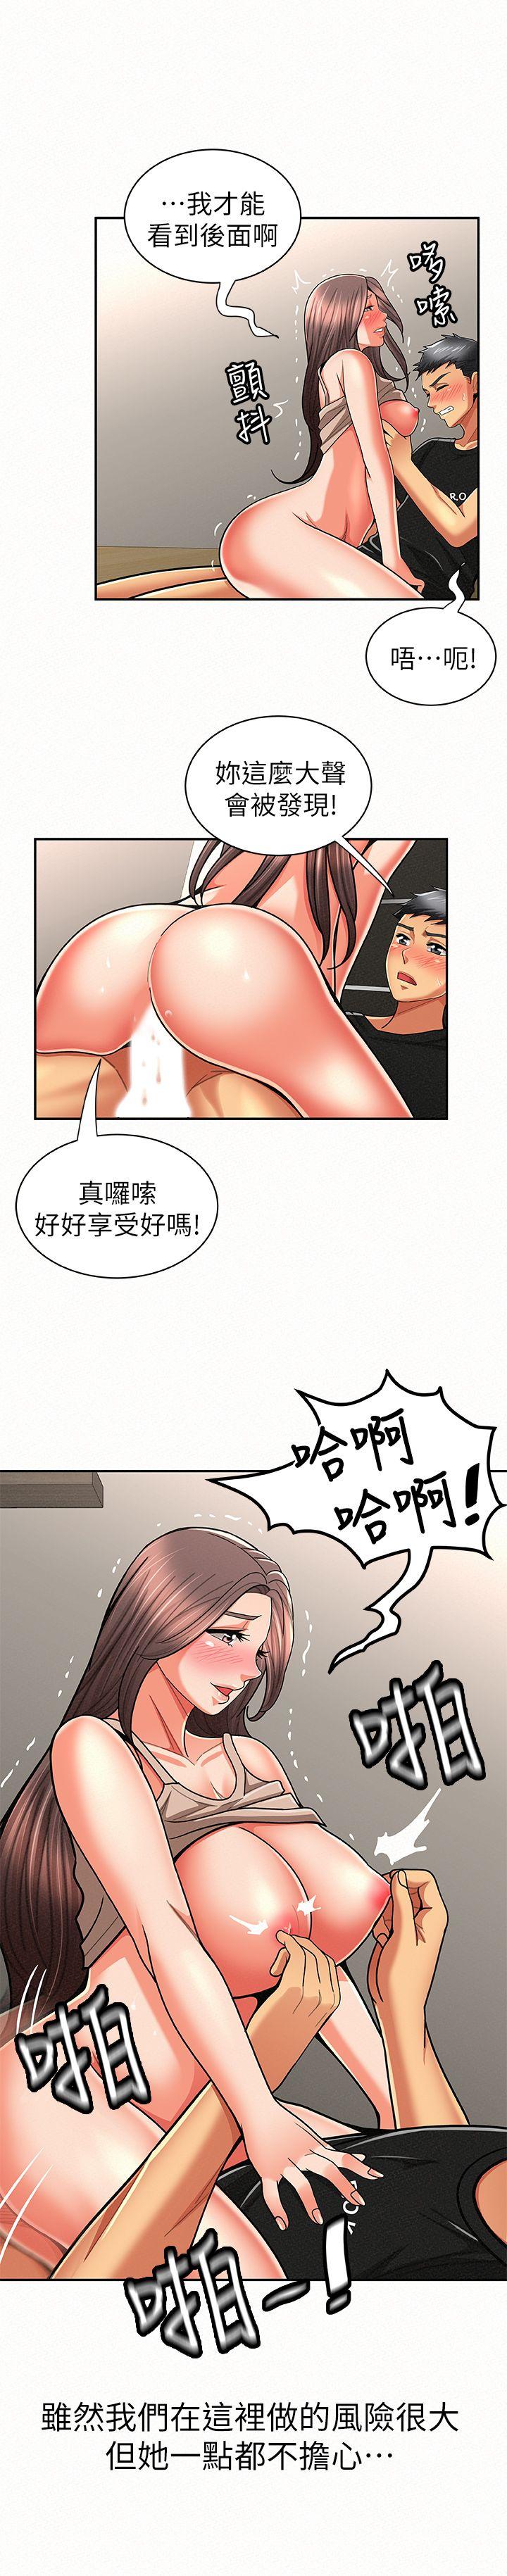 …我才能
看到後面啊
哆嗦
顫抖
R.O
唔…呃!
妳這麼大聲
會被發現!
真囉嗦
好好享受好嗎!
哈啊
哈啊!
啪
啪
啪一!
雖然我們在這裡做的風險很大
但她一點都不擔心…